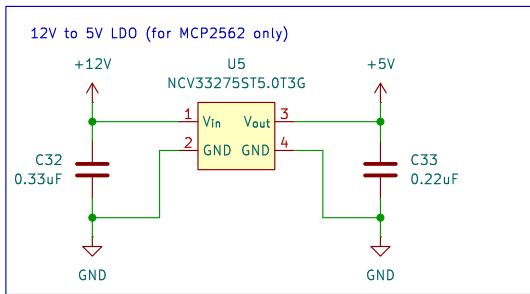 12V to 5V LDO (for MCP2562 only)
+12V
U5
+5V
NCV33275ST5.0T3G
1
Vin
Vout
3
2
GND
GND
4
C32
0.33uF
C33
0.22uF
GND
GND